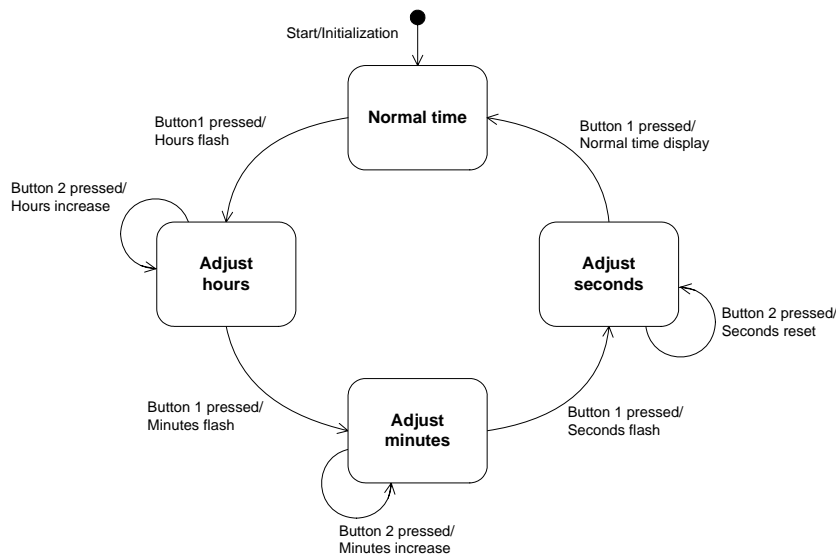 Start/Initialization
Normal time
Button1 pressed/
Hours flash
Button 1 pressed/
Normal time display
Button 2 pressed/
Hours increase
Adjust
hours
Adjust
seconds
Button 2 pressed/
Seconds reset
Button 1 pressed/
Minutes flash
Adjust
minutes
Button 1 pressed/
Seconds flash
Button 2 pressed/
Minutes increase